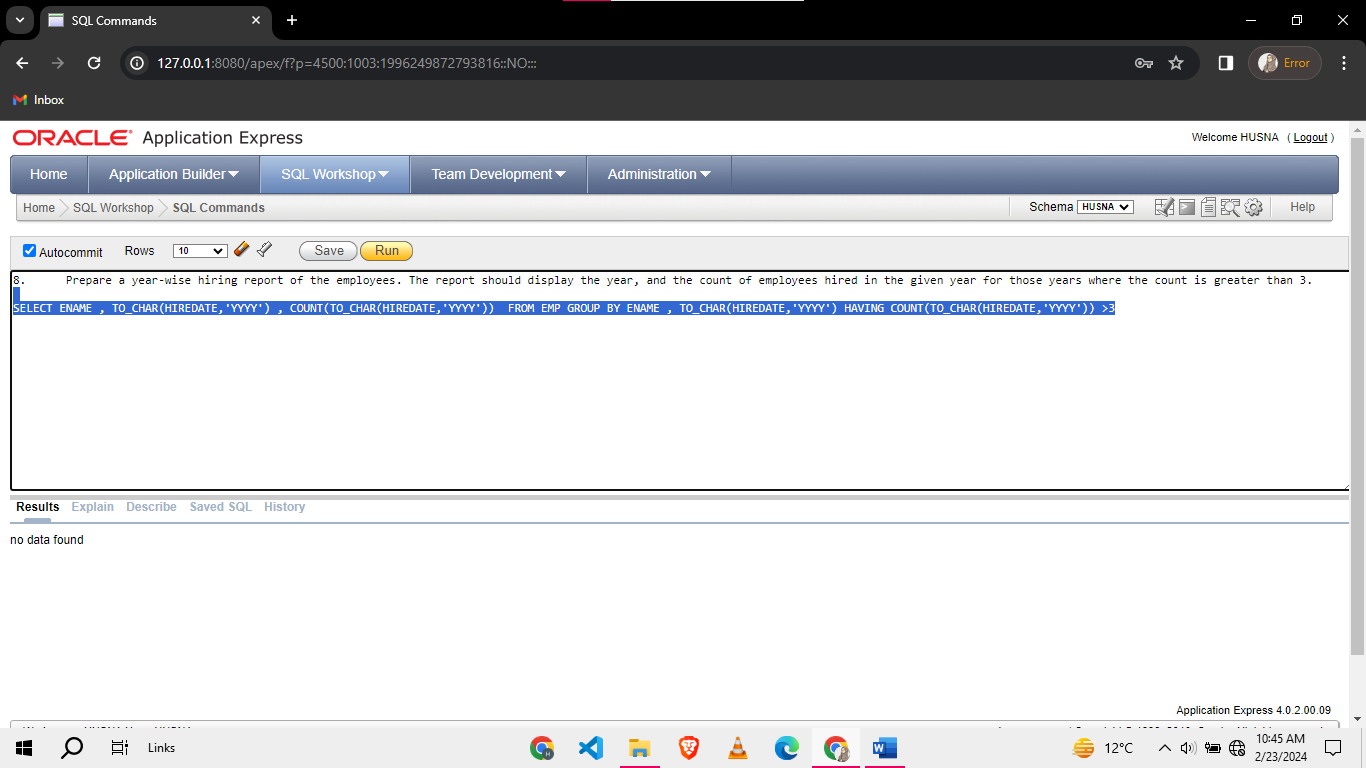 SQL Commands
127.0.0.1:8080/apex/f?p=4500:1003:1996249872793816::NO:::
Error
Inbox
ORACLE Application Express
Welcome HUSNA ( Logout )
Home Application Builder SQL Workshop Team Development Administration
Home SQL Workshop SQL Commands
Schema HUSNA Help
Autocommit Rows 10 Save Run
8. Prepare a year-wise hiring report of the employees. The report should display the year, and the count of employees hired in the given year for those years where the count is greater than 3.
SELECT ENAME , TO_CHAR(HIREDATE,'YYYY') , COUNT(TO_CHAR(HIREDATE,'YYYY')) FROM EMP GROUP BY ENAME , TO_CHAR(HIREDATE,'YYYY') HAVING COUNT(TO_CHAR(HIREDATE,'YYYY')) >3
Results Explain Describe Saved SQL History
no data found
Application Express 4.0.2.00.09
Links
12°C
10:45 AM
2/23/2024